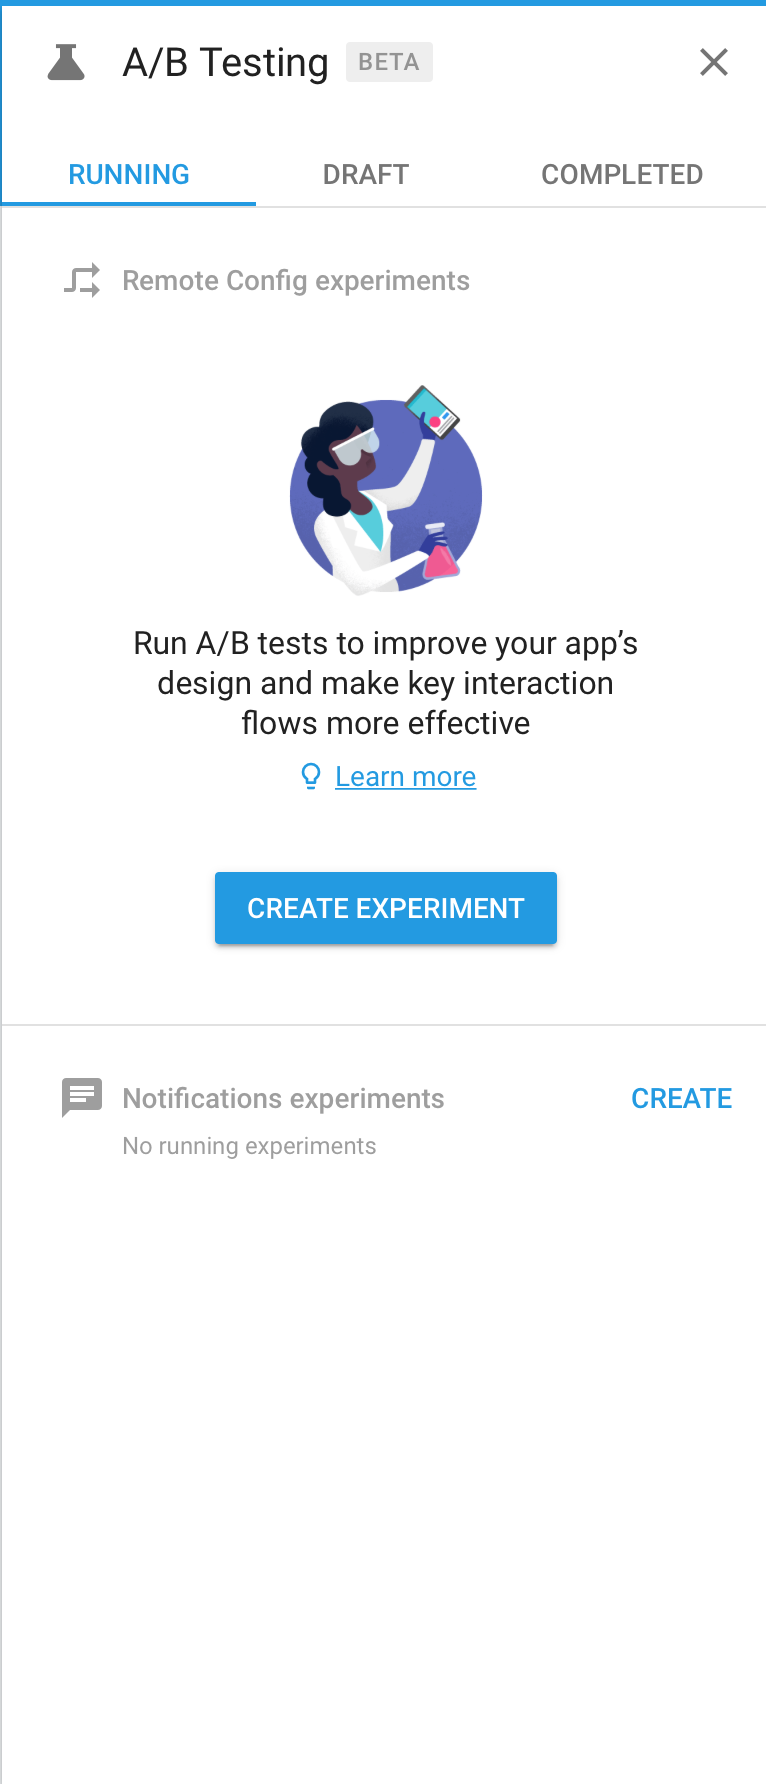 A/B Testing BETA
RUNNING DRAFT COMPLETED
Remote Config experiments
Run A/B tests to improve your app’s
design and make key interaction
flows more effective
Learn more
CREATE EXPERIMENT
Notifications experiments CREATE
No running experiments